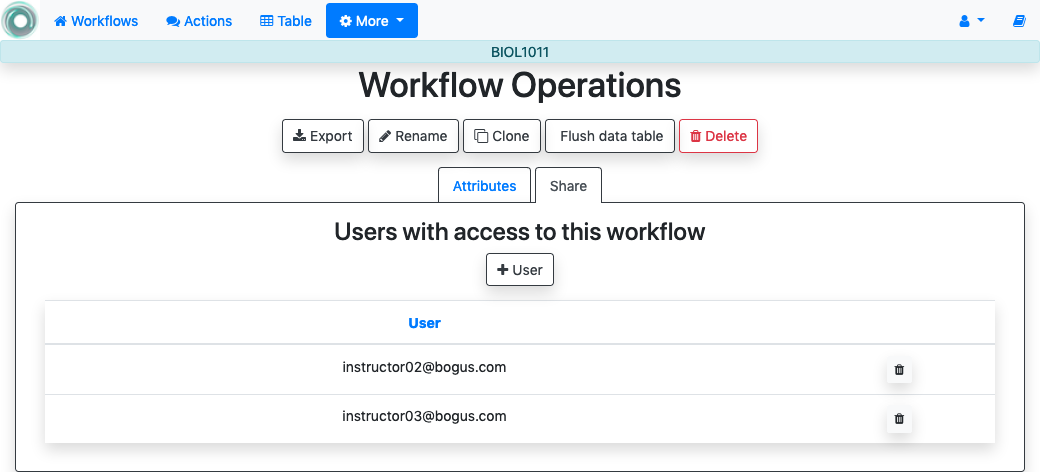 Workflows Actions Table More
BIOL1011
Workflow Operations
Export Rename Clone Flush data table Delete
Attributes Share
Users with access to this workflow
+ User
User
instructor02@bogus.com
instructor03@bogus.com